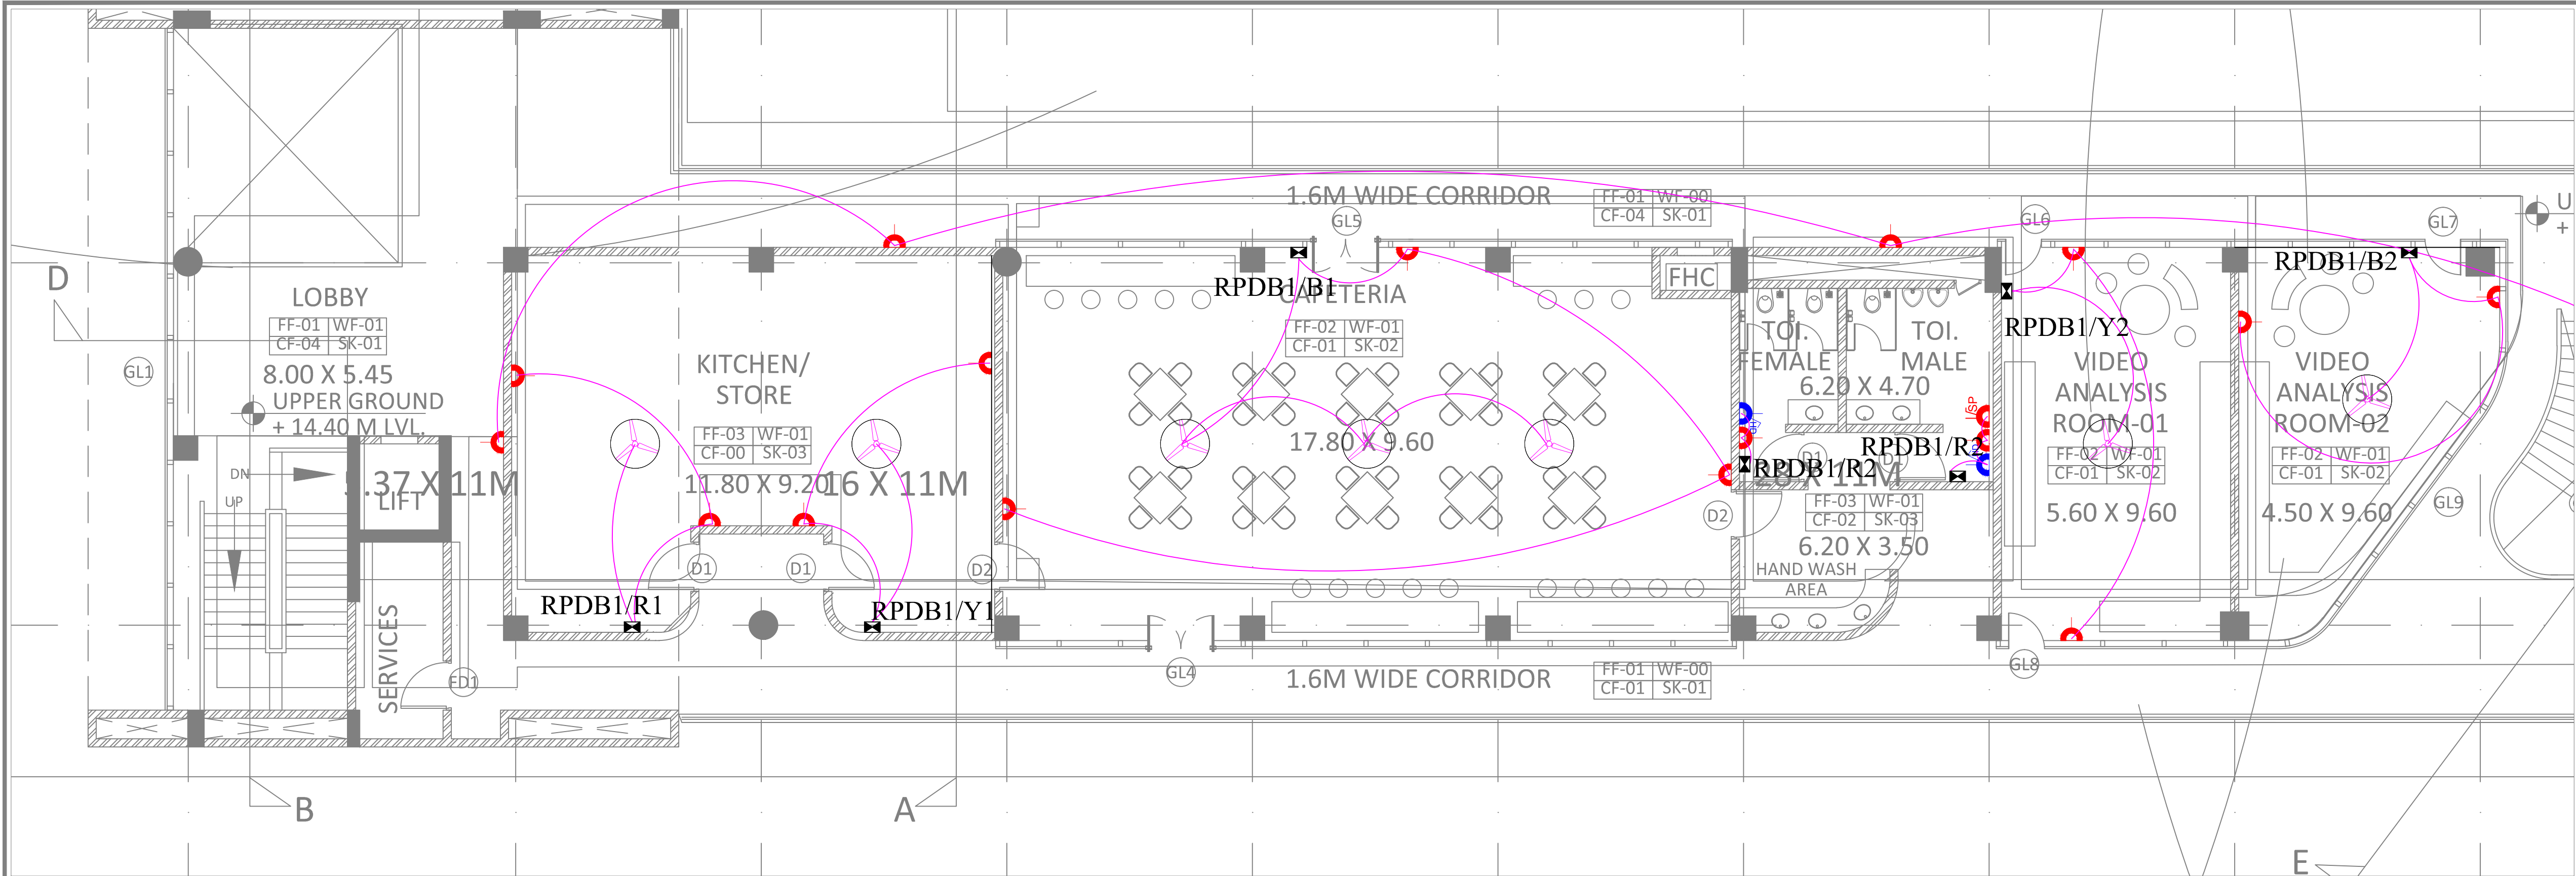 1.6M WIDE CORRIDOR
FF-01 WF-00
CF-04 SK-01
GL5
GL6
GL7
U
+
D
LOBBY
FF-01 WF-01
CF-04 SK-01
8.00 X 5.45
UPPER GROUND
+ 14.40 M LVL.
GL1
DN
UP
LIFT
11M
SERVICES
FD1
KITCHEN/
STORE
FF-03 WF-01
CF-00 SK-03
11.80 X 9.20
16 X 11M
D1
D1
D2
RPDB1/R1
RPDB1/Y1
RPDB1/B1
CAFETERIA
FF-02 WF-01
CF-01 SK-02
17.80 X 9.60
FHC
TOI.
FEMALE
TOI.
MALE
6.20 X 4.70
I/SP
RPDB1/R2
RPDB1/R2
D1
D1
28 X 11M
D2
FF-03 WF-01
CF-02 SK-03
6.20 X 3.50
HAND WASH
AREA
RPDB1/Y2
VIDEO
ANALYSIS
ROOM-01
FF-02 WF-01
CF-01 SK-02
5.60 X 9.60
RPDB1/B2
VIDEO
ANALYSIS
ROOM-02
FF-02 WF-01
CF-01 SK-02
4.50 X 9.60
GL9
GL8
GL4
1.6M WIDE CORRIDOR
FF-01 WF-00
CF-01 SK-01
B
A
E